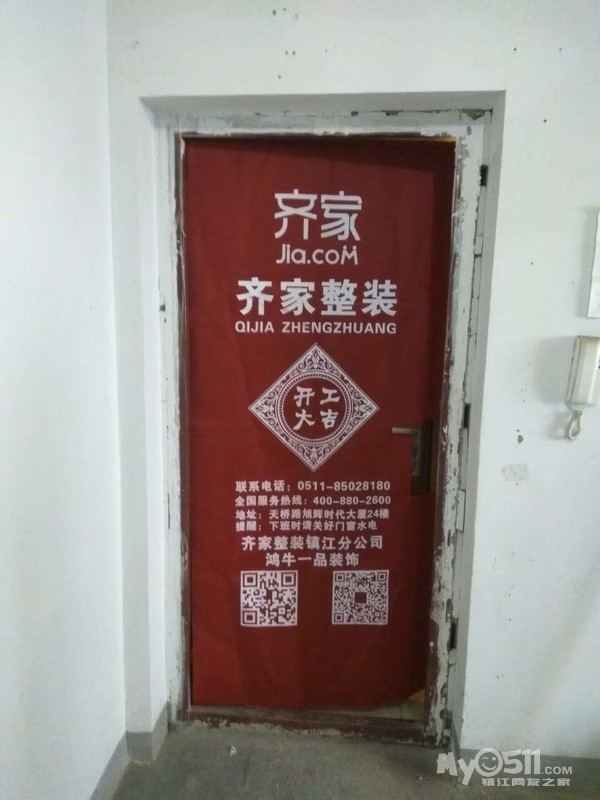 齐家
Jia.com
齐家整装
QIJIA ZHENGZHUANG
开工
大吉
联系电话：0511-85028180
全国服务热线：400-880-2600
地址：天桥路旭辉时代大厦24楼
提醒：下班时请关好门窗水电
齐家整装镇江分公司
鸿牛一品装饰
My0511.COM
镇江网友之家